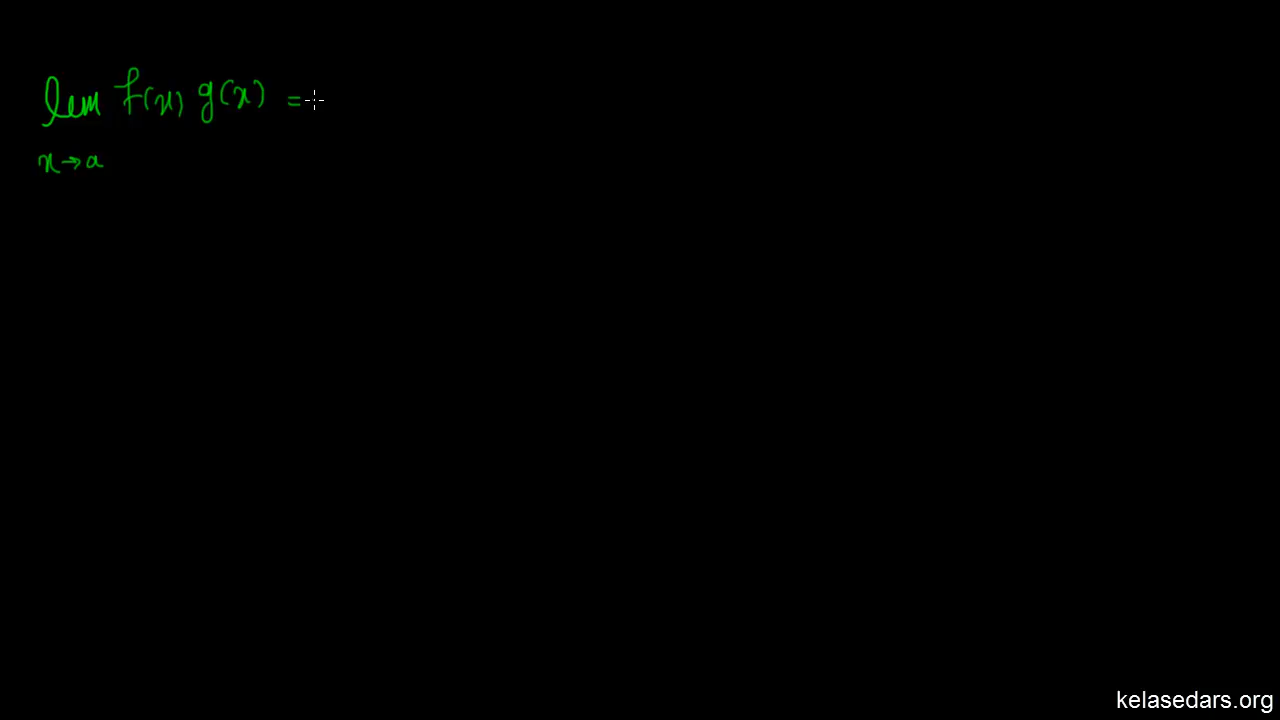 lim f(x) g(x) =
x→a
kelasedars.org